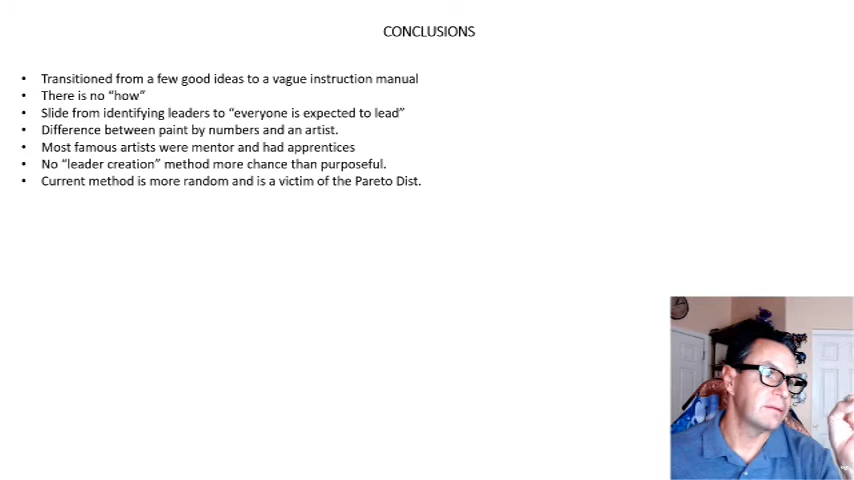 CONCLUSIONS
• Transitioned from a few good ideas to a vague instruction manual
• There is no “how”
• Slide from identifying leaders to “everyone is expected to lead”
• Difference between paint by numbers and an artist.
• Most famous artists were mentor and had apprentices
• No “leader creation” method more chance than purposeful.
• Current method is more random and is a victim of the Pareto Dist.